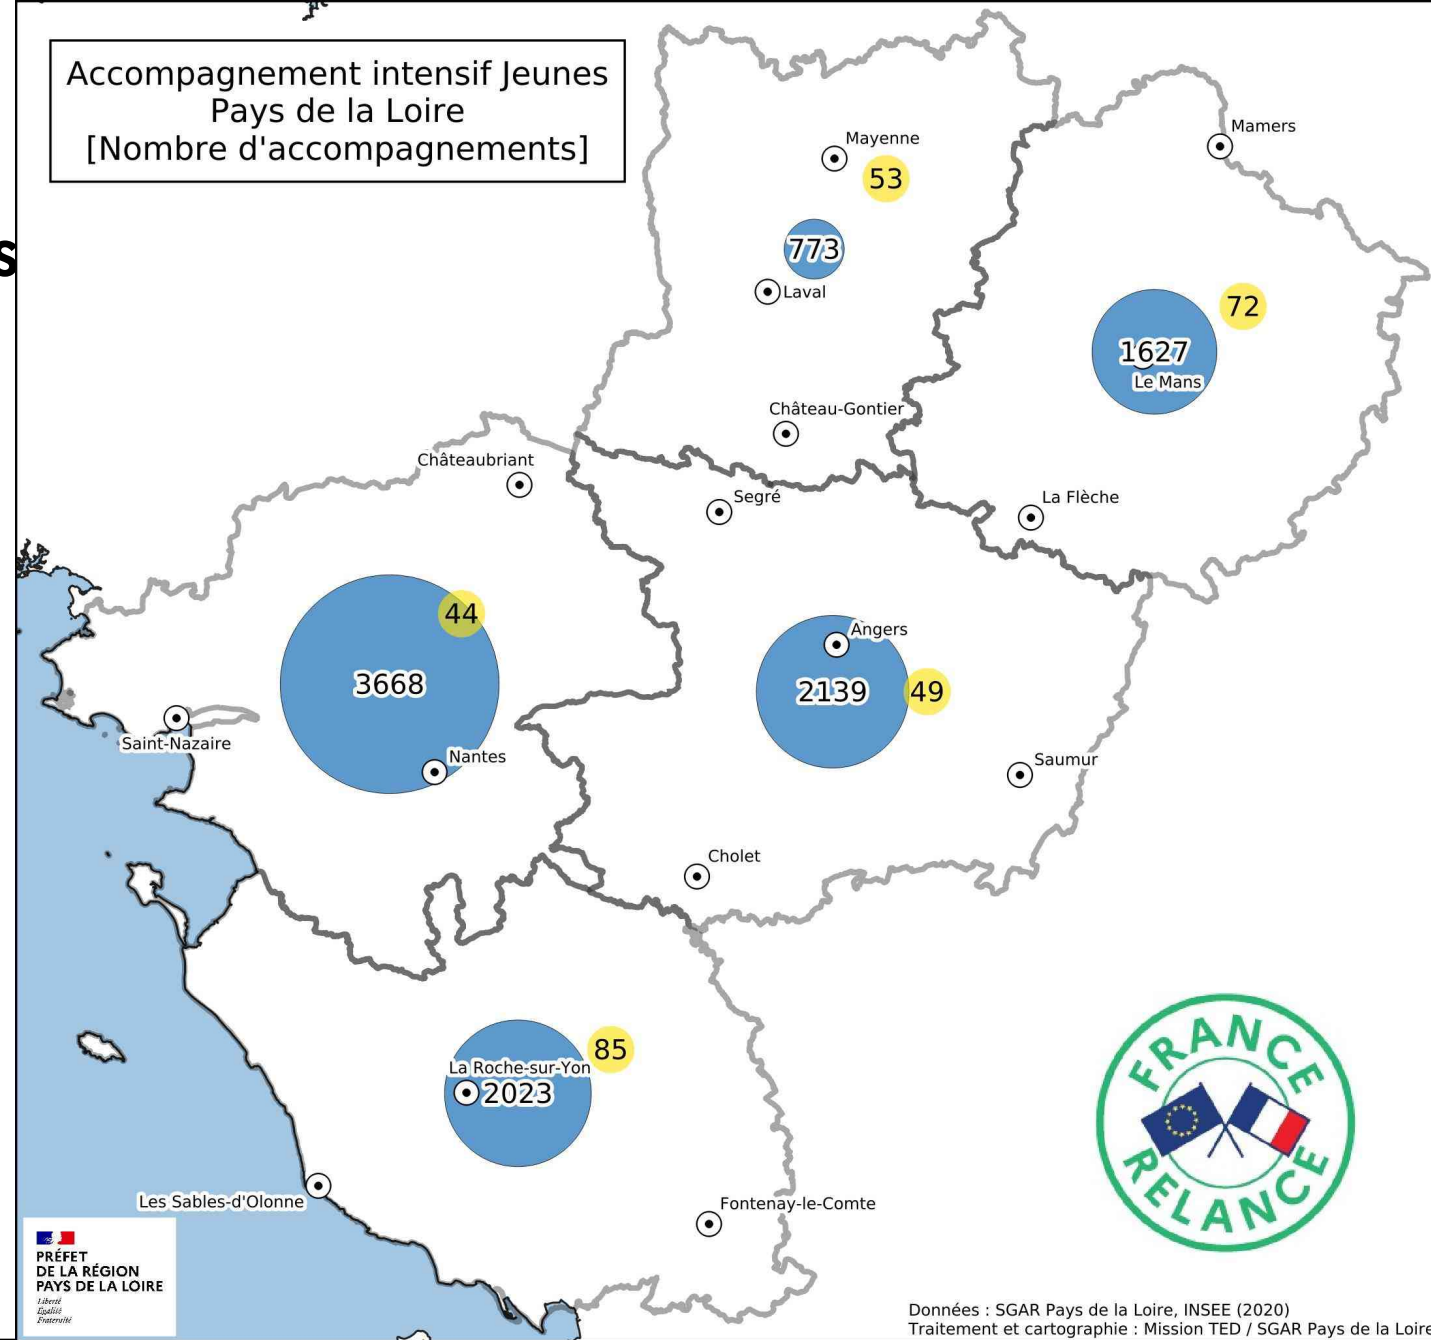 Accompagnement intensif Jeunes
Pays de la Loire
[Nombre d'accompagnements]
s
Mamers
Mayenne
53
773
Laval
72
1627
Le Mans
Château-Gontier
Châteaubriant
Segré
La Flèche
44
3668
Angers
2139
49
Saint-Nazaire
Nantes
Saumur
Cholet
85
La Roche-sur-Yon
2023
Les Sables-d'Olonne
Fontenay-le-Comte
FRANCE
RELANCE
PRÉFET
DE LA RÉGION
PAYS DE LA LOIRE
Liberté
Égalité
Fraternité
Données : SGAR Pays de la Loire, INSEE (2020)
Traitement et cartographie : Mission TED / SGAR Pays de la Loire